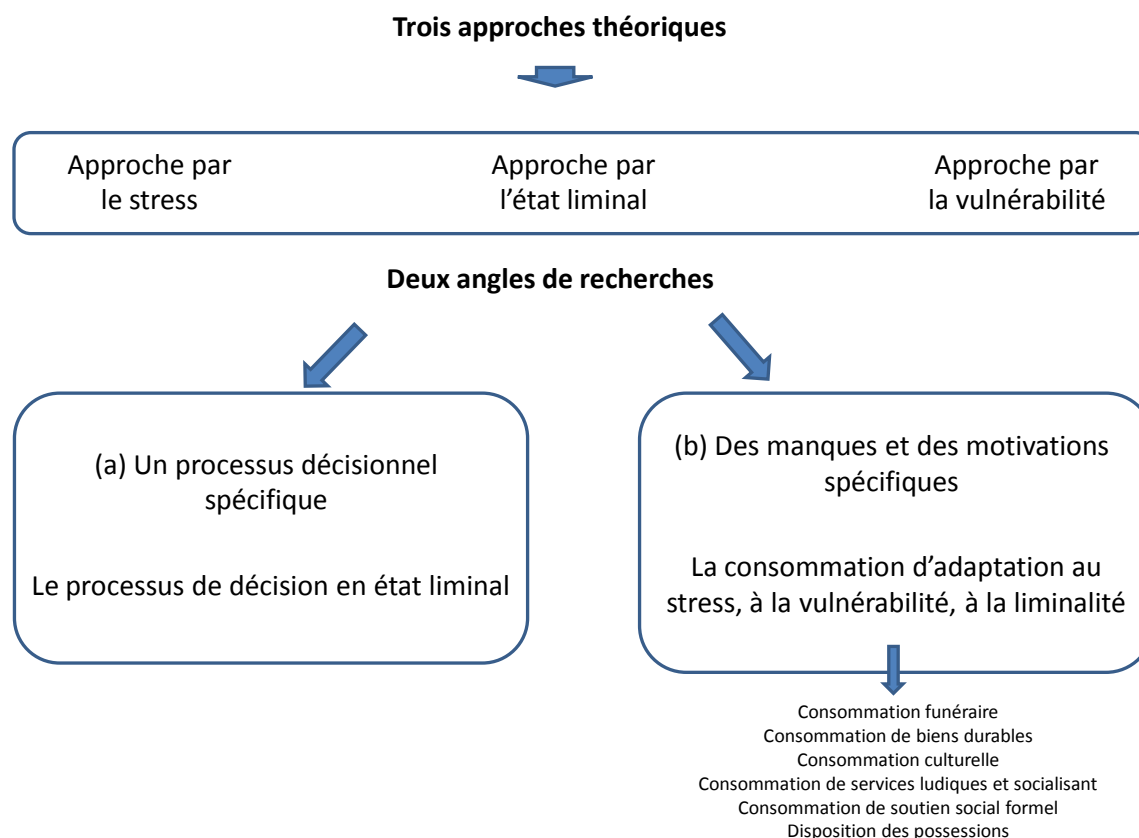 Trois approches théoriques
Approche par
le stress
Approche par
l'état liminal
Approche par
la vulnérabilité
Deux angles de recherches
(a) Un processus décisionnel
spécifique
Le processus de décision en état liminal
(b) Des manques et des motivations
spécifiques
La consommation d'adaptation au
stress, à la vulnérabilité, à la liminalité
Consommation funéraire
Consommation de biens durables
Consommation culturelle
Consommation de services ludiques et socialisant
Consommation de soutien social formel
Disposition des possessions